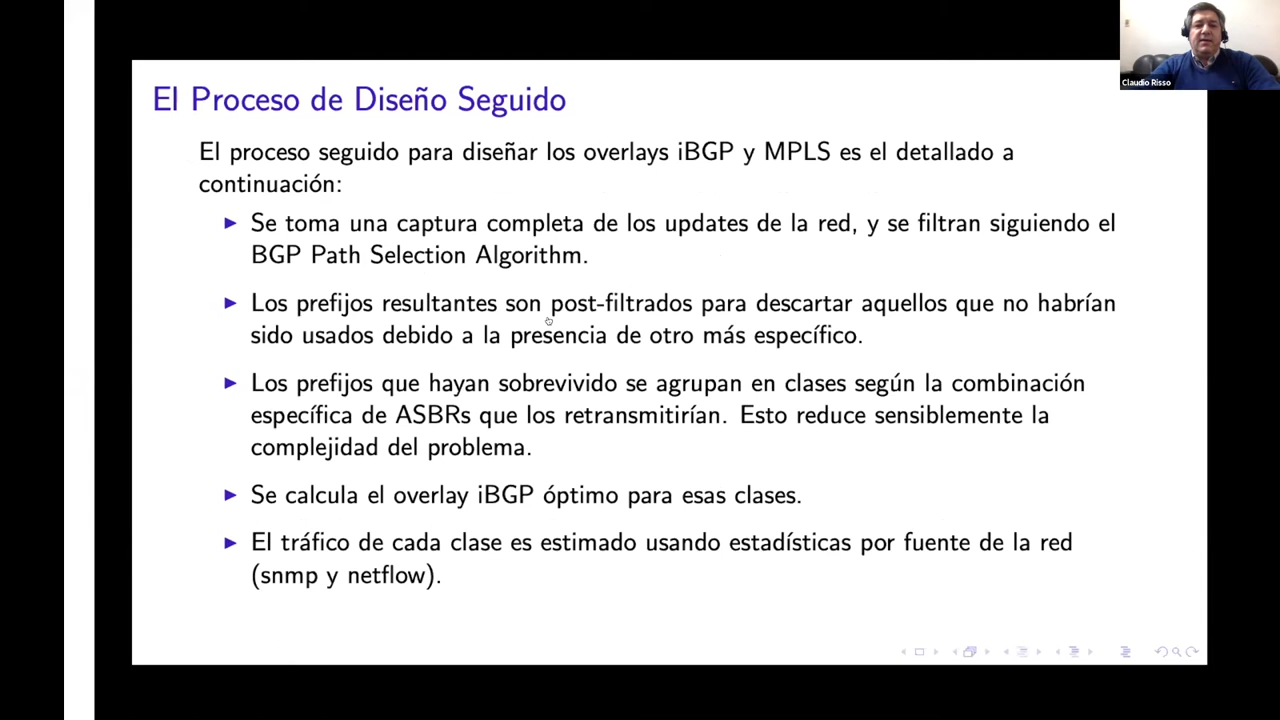 Claudio Risso
El Proceso de Diseño Seguido
El proceso seguido para diseñar los overlays iBGP y MPLS es el detallado a
continuación:
Se toma una captura completa de los updates de la red, y se filtran siguiendo el
BGP Path Selection Algorithm.
Los prefijos resultantes son post-filtrados para descartar aquellos que no habrían
sido usados debido a la presencia de otro más específico.
Los prefijos que hayan sobrevivido se agrupan en clases según la combinación
específica de ASBRs que los retransmitirían. Esto reduce sensiblemente la
complejidad del problema.
Se calcula el overlay iBGP óptimo para esas clases.
El tráfico de cada clase es estimado usando estadísticas por fuente de la red
(snmp y netflow).